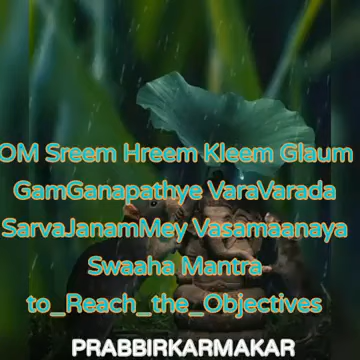 OM Sreem Hreem Kleem Glaum
GamGanapathye VaraVarada
SarvaJanamMey Vasamaanaya
Swaaha Mantra
to_Reach_the_Objectives
PRABBIRKARMAKAR